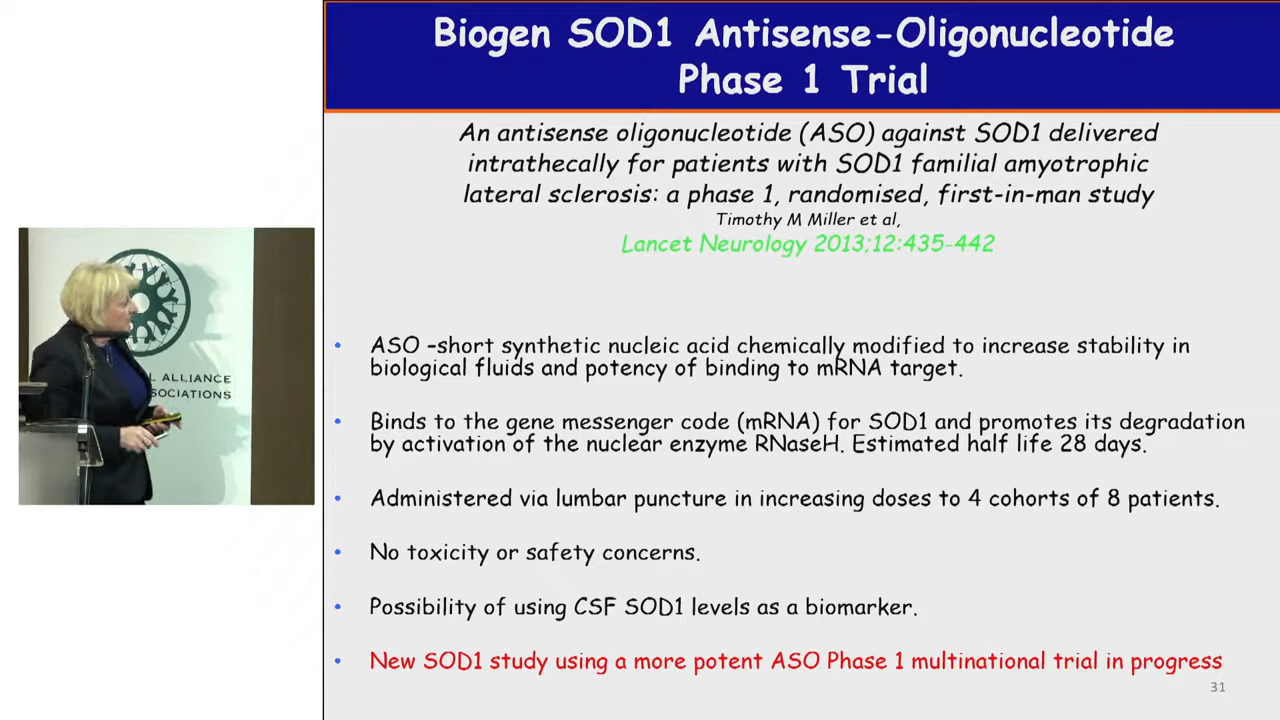 Biogen SOD1 Antisense-Oligonucleotide
Phase 1 Trial
An antisense oligonucleotide (ASO) against SOD1 delivered
intrathecally for patients with SOD1 familial amyotrophic
lateral sclerosis: a phase 1, randomised, first-in-man study
Timothy M Miller et al,
Lancet Neurology 2013;12:435-442
• ASO –short synthetic nucleic acid chemically modified to increase stability in
biological fluids and potency of binding to mRNA target.
• Binds to the gene messenger code (mRNA) for SOD1 and promotes its degradation
by activation of the nuclear enzyme RNaseH. Estimated half life 28 days.
• Administered via lumbar puncture in increasing doses to 4 cohorts of 8 patients.
• No toxicity or safety concerns.
• Possibility of using CSF SOD1 levels as a biomarker.
• New SOD1 study using a more potent ASO Phase 1 multinational trial in progress
31
L ALLIANCE
SOCIATIONS